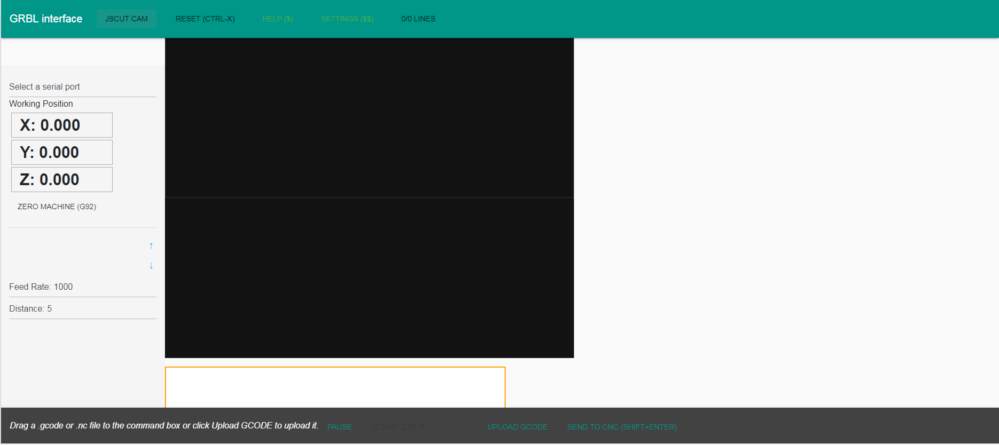 GRBL interface JSCUT CAM RESET (CTRL-X) HELP ($) SETTINGS ($$) 0/0 LINES
Select a serial port
Working Position
X: 0.000
Y: 0.000
Z: 0.000
ZERO MACHINE (G92)
↑
↓
Feed Rate: 1000
Distance: 5
Drag a .gcode or .nc file to the command box or click Upload GCODE to upload it. PAUSE CLEAR QUEUE UPLOAD GCODE SEND TO CNC (SHIFT+ENTER)